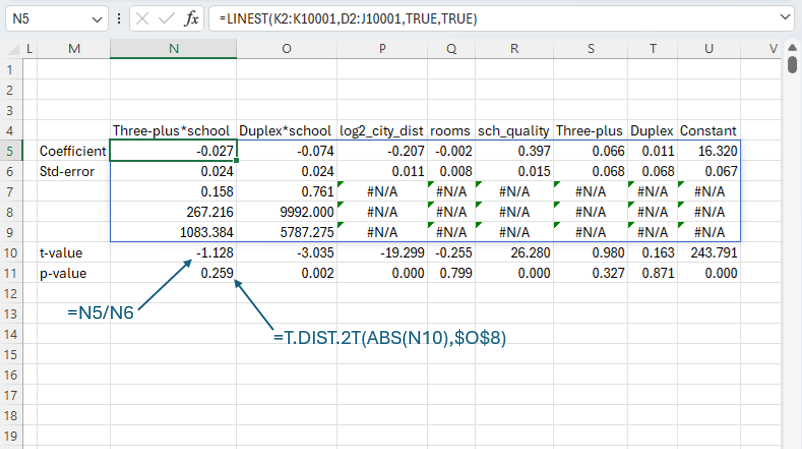 N5 fx =LINEST(K2:K10001,D2:J10001,TRUE,TRUE)
L M N O P Q R S T U V
1
2
3
4 Three-plus*school Duplex*school log2_city_dist rooms sch_quality Three-plus Duplex Constant
5 Coefficient -0.027 -0.074 -0.207 -0.002 0.397 0.066 0.011 16.320
6 Std-error 0.024 0.024 0.011 0.008 0.015 0.068 0.068 0.067
7 0.158 0.761 #N/A #N/A #N/A #N/A #N/A #N/A
8 267.216 9992.000 #N/A #N/A #N/A #N/A #N/A #N/A
9 1083.384 5787.275 #N/A #N/A #N/A #N/A #N/A #N/A
10 t-value -1.128 -3.035 -19.299 -0.255 26.280 0.980 0.163 243.791
11 p-value 0.259 0.002 0.000 0.799 0.000 0.327 0.871 0.000
12
13 =N5/N6
14 =T.DIST.2T(ABS(N10),$O$8)
15
16
17
18
19